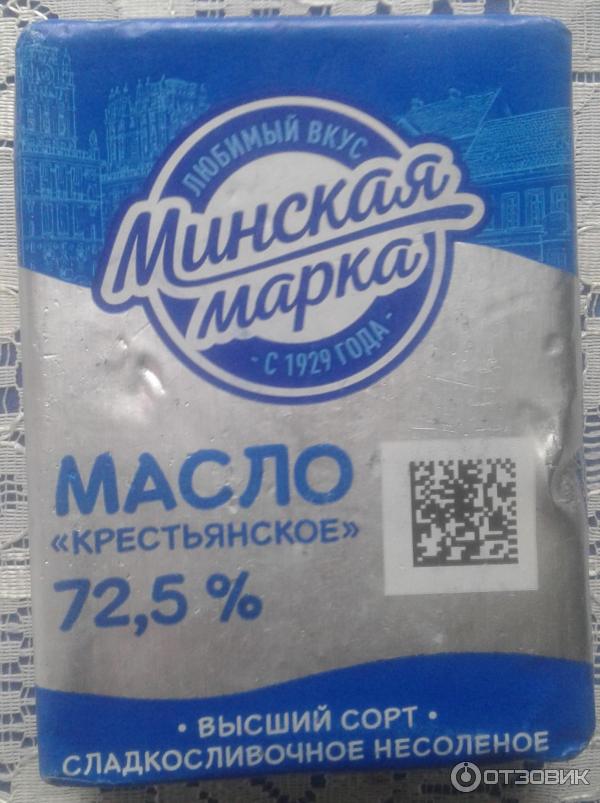 ЛЮБИМЫЙ ВКУС
Минская
марка
· С 1929 ГОДА ·
МАСЛО
«КРЕСТЬЯНСКОЕ»
72,5 %
• ВЫСШИЙ СОРТ •
СЛАДКОСЛИВОЧНОЕ НЕСОЛЕНОЕ
ОТЗОВИК